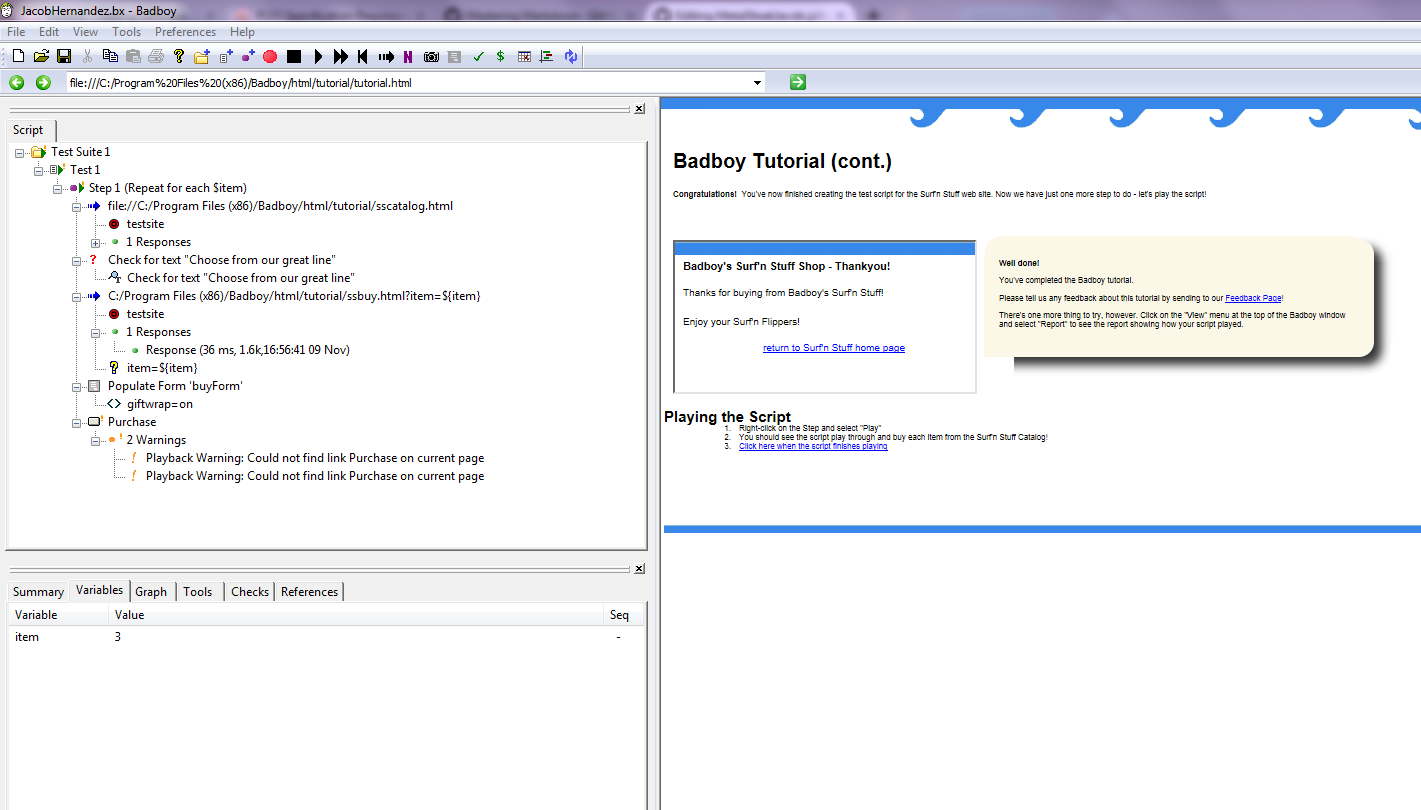 JacobHernandez.bx - Badboy
File Edit View Tools Preferences Help
file:///C:/Program%20Files%20(x86)/Badboy/html/tutorial/tutorial.html
Script
Test Suite 1
Test 1
Step 1 (Repeat for each $item)
file://C:/Program Files (x86)/Badboy/html/tutorial/sscatalog.html
testsite
1 Responses
Check for text "Choose from our great line"
Check for text "Choose from our great line"
C:/Program Files (x86)/Badboy/html/tutorial/ssbuy.html?item=${item}
testsite
1 Responses
Response (36 ms, 1.6k,16:56:41 09 Nov)
item=${item}
Populate Form 'buyForm'
giftwrap=on
Purchase
2 Warnings
Playback Warning: Could not find link Purchase on current page
Playback Warning: Could not find link Purchase on current page
Summary Variables Graph Tools Checks References
Variable Value Seq
item 3 -
Badboy Tutorial (cont.)
Congratulations! You've now finished creating the test script for the Surf'n Stuff web site. Now we have just one more step to do - let's play the script!
Badboy's Surf'n Stuff Shop - Thankyou!
Thanks for buying from Badboy's Surf'n Stuff!
Enjoy your Surf'n Flippers!
return to Surf'n Stuff home page
Well done!
You've completed the Badboy tutorial.
Please tell us any feedback about this tutorial by sending to our Feedback Page!
There's one more thing to try, however. Click on the "View" menu at the top of the Badboy window
and select "Report" to see the report showing how your script played.
Playing the Script
1. Right-click on the Step and select "Play"
2. You should see the script play through and buy each item from the Surf'n Stuff Catalog!
3. Click here when the script finishes playing